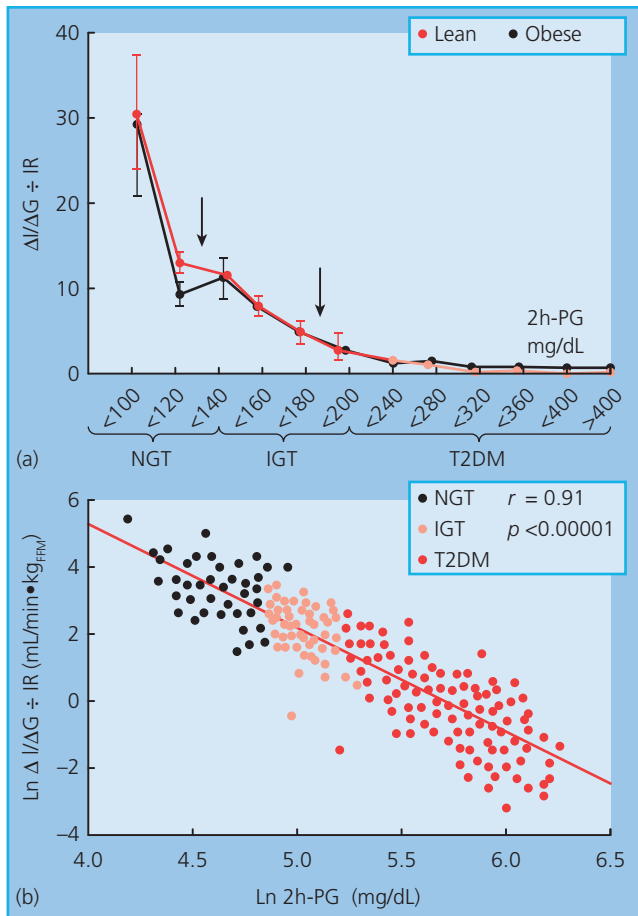 40
30
20
10
0
ΔI/ΔG ÷ IR
Lean Obese
2h-PG
mg/dL
<100 <120 <140 <160 <180 <200 <240 <280 <320 <360 <400 >400
(a) NGT IGT T2DM
6
4
2
0
–2
–4
Ln Δ I/ΔG ÷ IR (mL/min•kgFFM)
NGT r = 0.91
IGT p <0.00001
T2DM
4.0 4.5 5.0 5.5 6.0 6.5
(b) Ln 2h-PG (mg/dL)